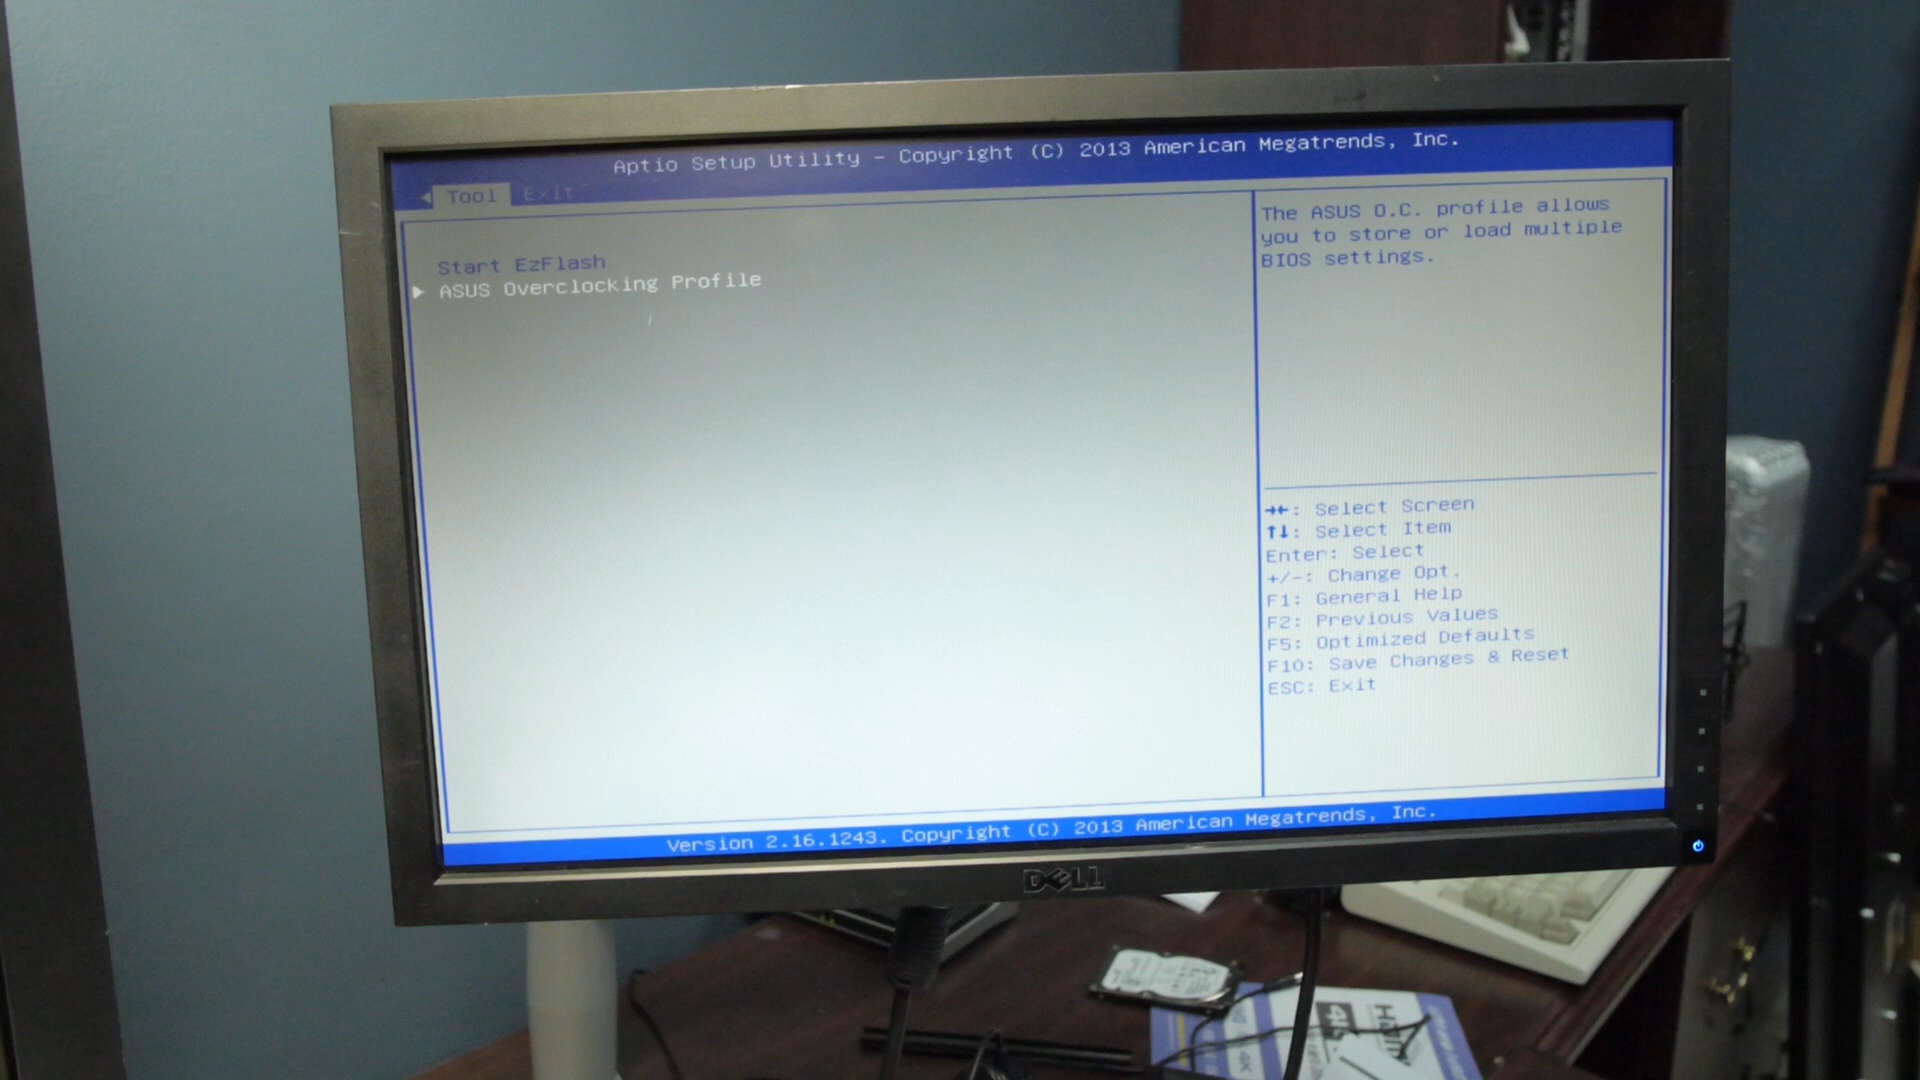 Aptio Setup Utility – Copyright (C) 2013 American Megatrends, Inc.
Tool Exit
Start EzFlash
ASUS Overclocking Profile
The ASUS O.C. profile allows
you to store or load multiple
BIOS settings.
→←: Select Screen
↑↓: Select Item
Enter: Select
+/-: Change Opt.
F1: General Help
F2: Previous Values
F5: Optimized Defaults
F10: Save Changes & Reset
ESC: Exit
Version 2.16.1243. Copyright (C) 2013 American Megatrends, Inc.
DELL